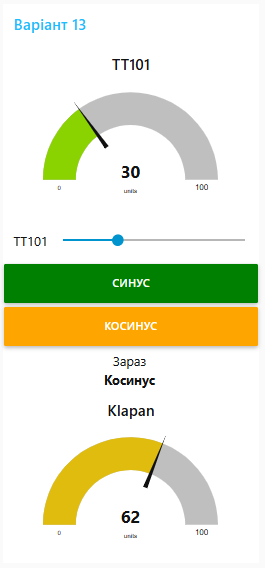 Варіант 13
TT101
30
0
units
100
TT101
СИНУС
КОСИНУС
Зараз
Косинус
Klapan
62
0
units
100